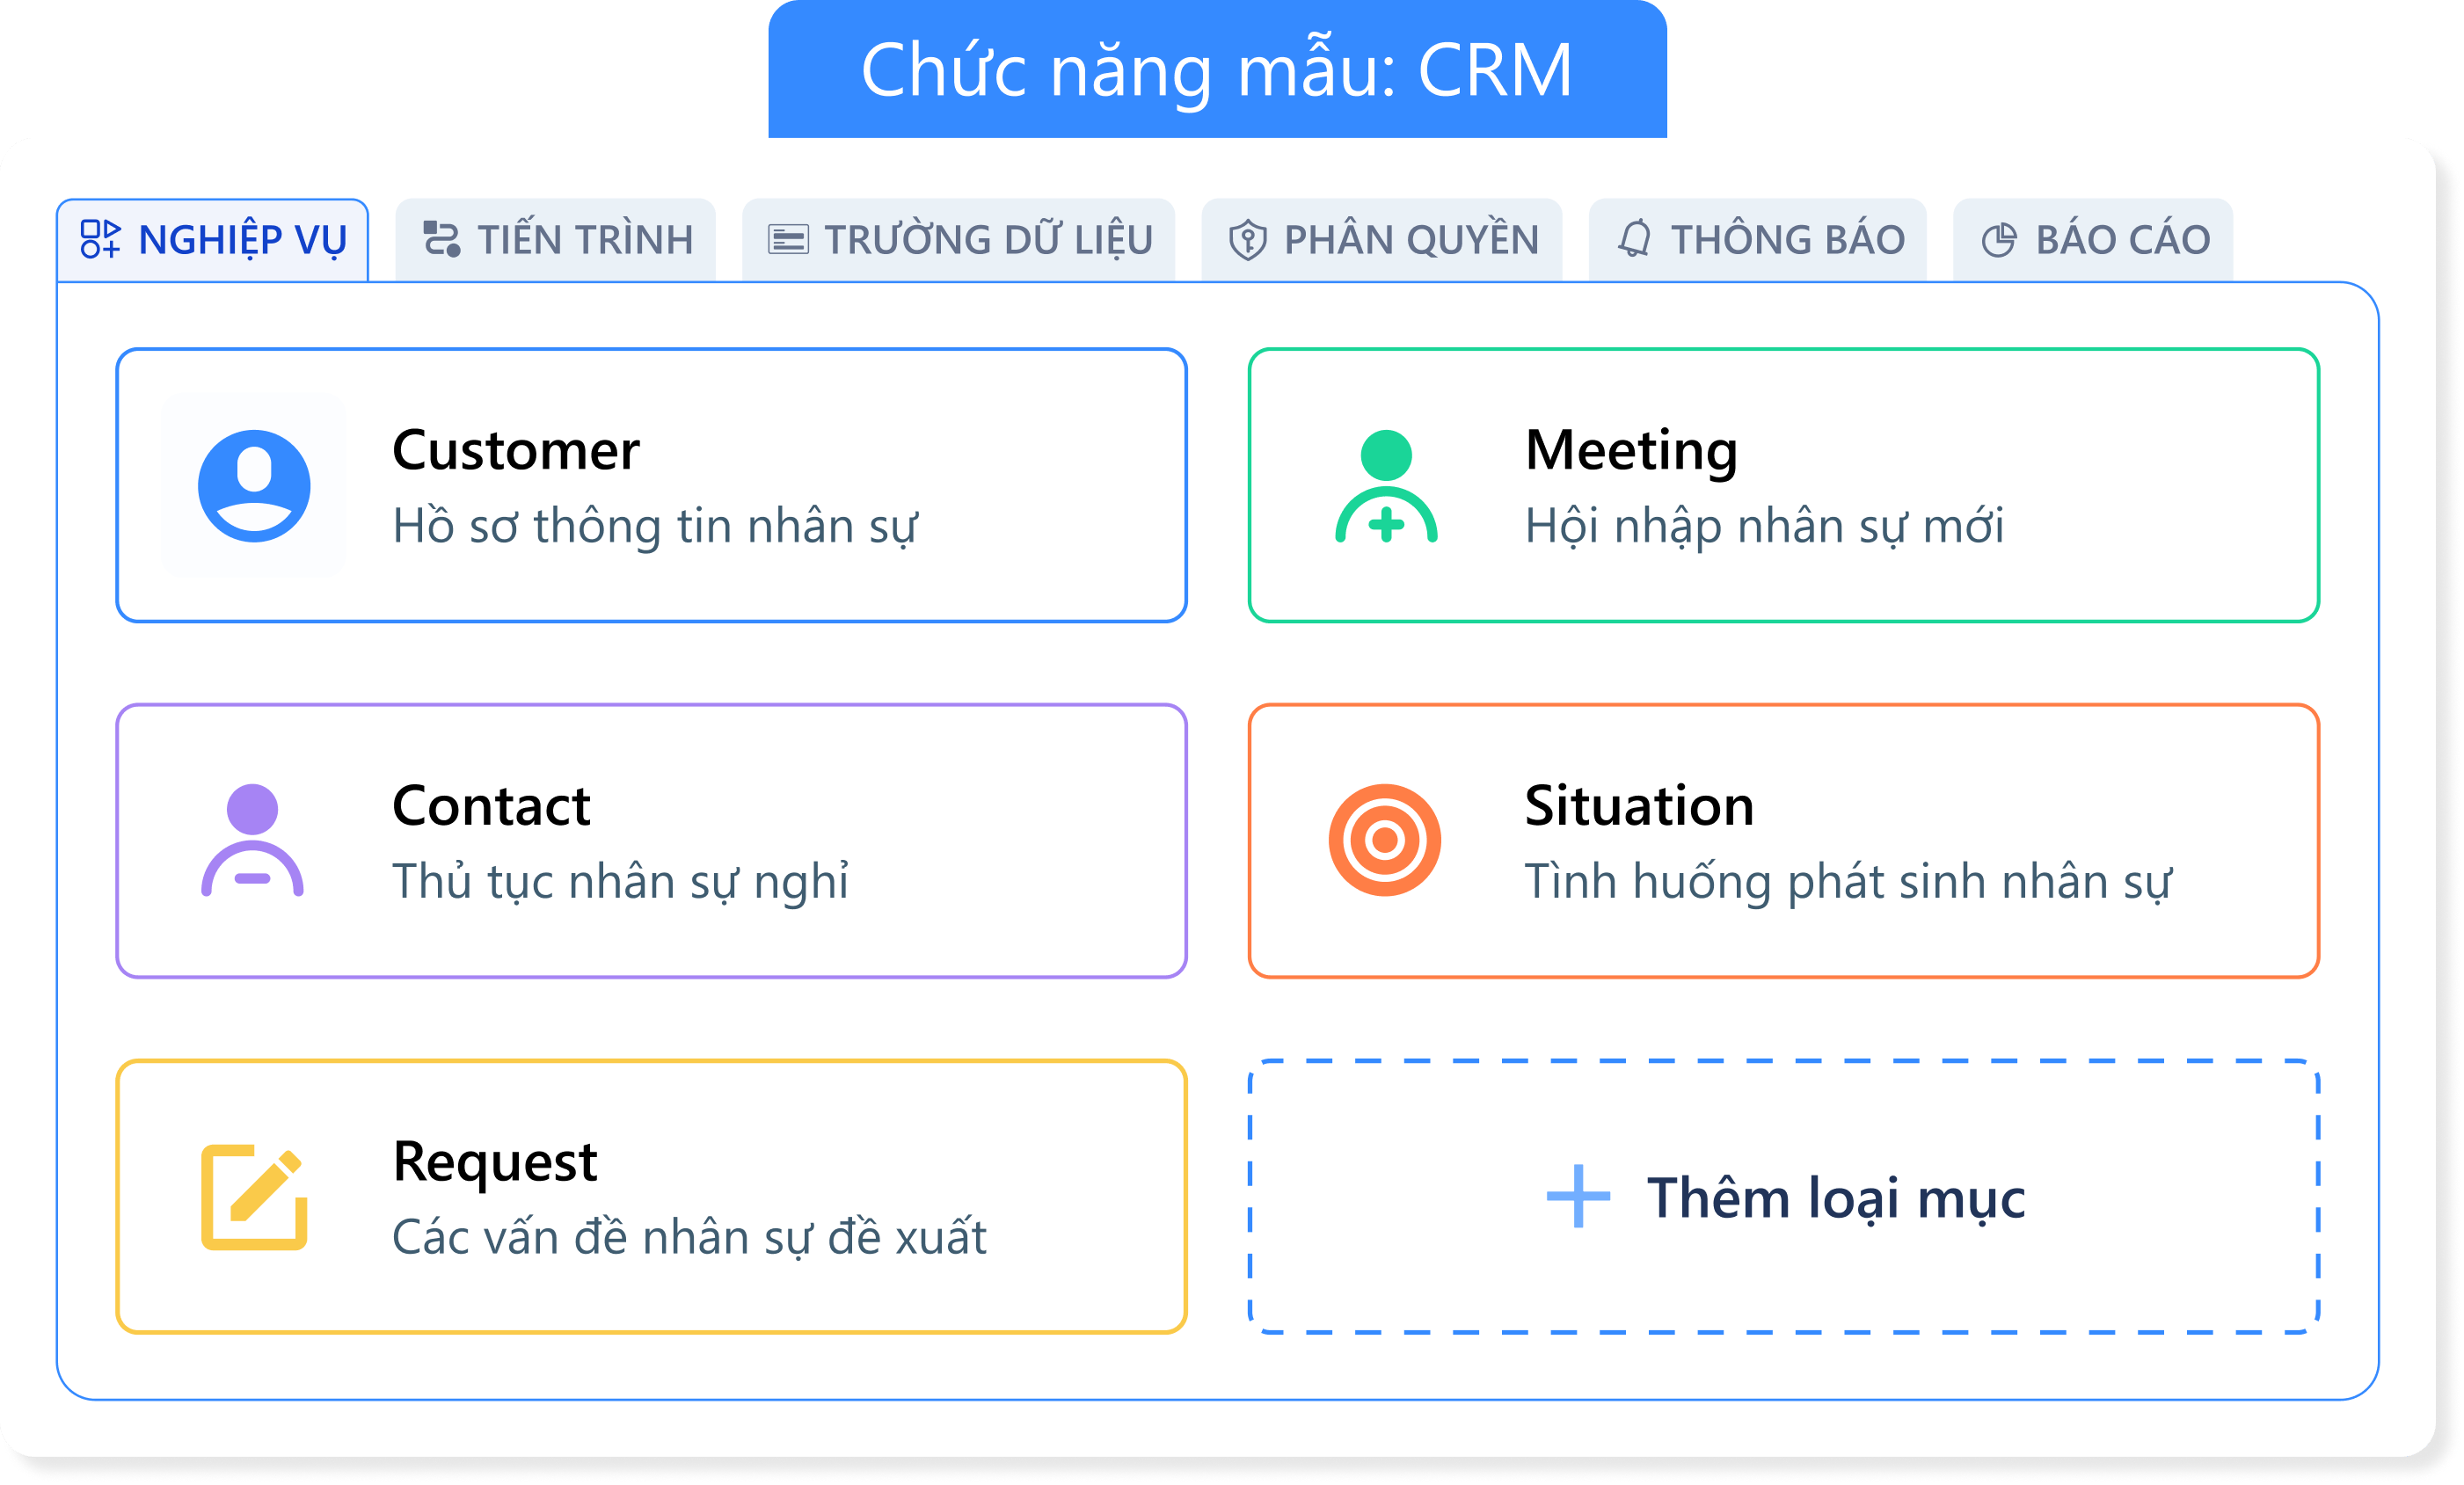 Chức năng mẫu: CRM
NGHIỆP VỤ
TIẾN TRÌNH
TRƯỜNG DỮ LIỆU
PHÂN QUYỀN
THÔNG BÁO
BÁO CÁO
Customer
Hồ sơ thông tin nhân sự
Meeting
Hội nhập nhân sự mới
Contact
Thủ tục nhân sự nghỉ
Situation
Tình huống phát sinh nhân sự
Request
Các vấn đề nhân sự đề xuất
Thêm loại mục